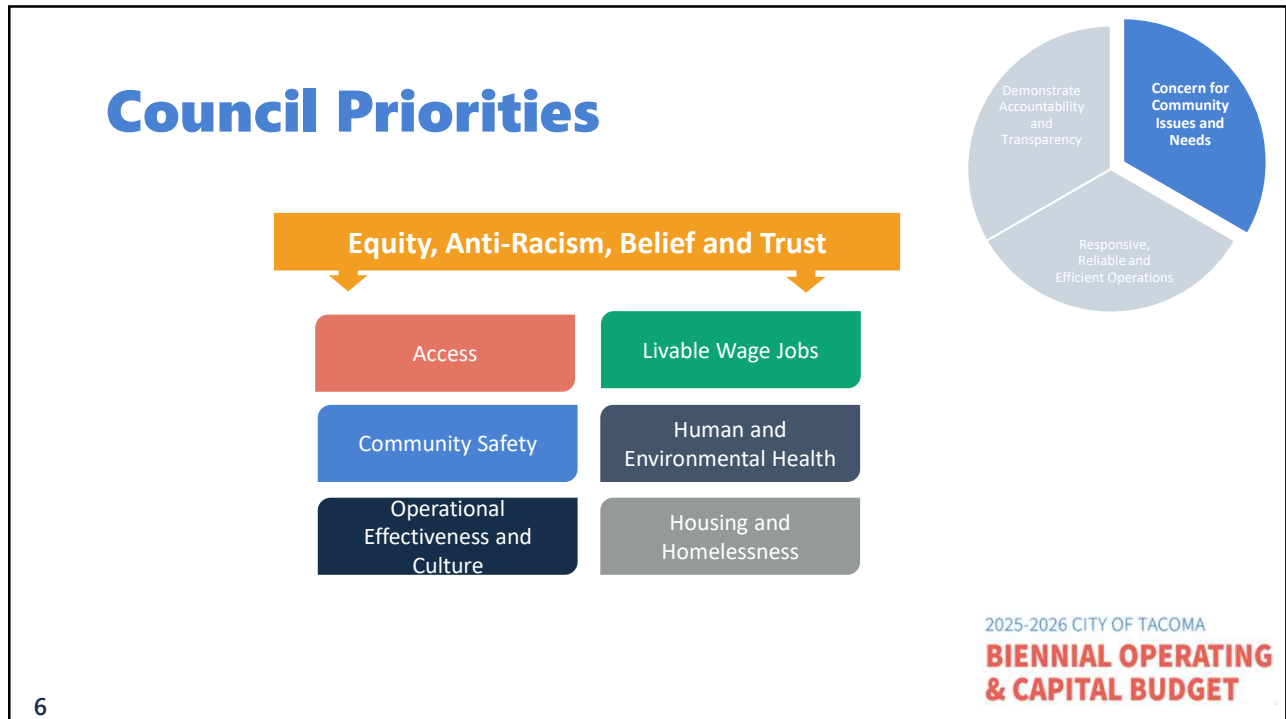 Council Priorities
Demonstrate
Accountability
and
Transparency
Concern for
Community
Issues and
Needs
Responsive,
Reliable and
Efficient Operations
Equity, Anti-Racism, Belief and Trust
Access
Livable Wage Jobs
Community Safety
Human and
Environmental Health
Operational
Effectiveness and
Culture
Housing and
Homelessness
2025-2026 CITY OF TACOMA
BIENNIAL OPERATING
& CAPITAL BUDGET
6